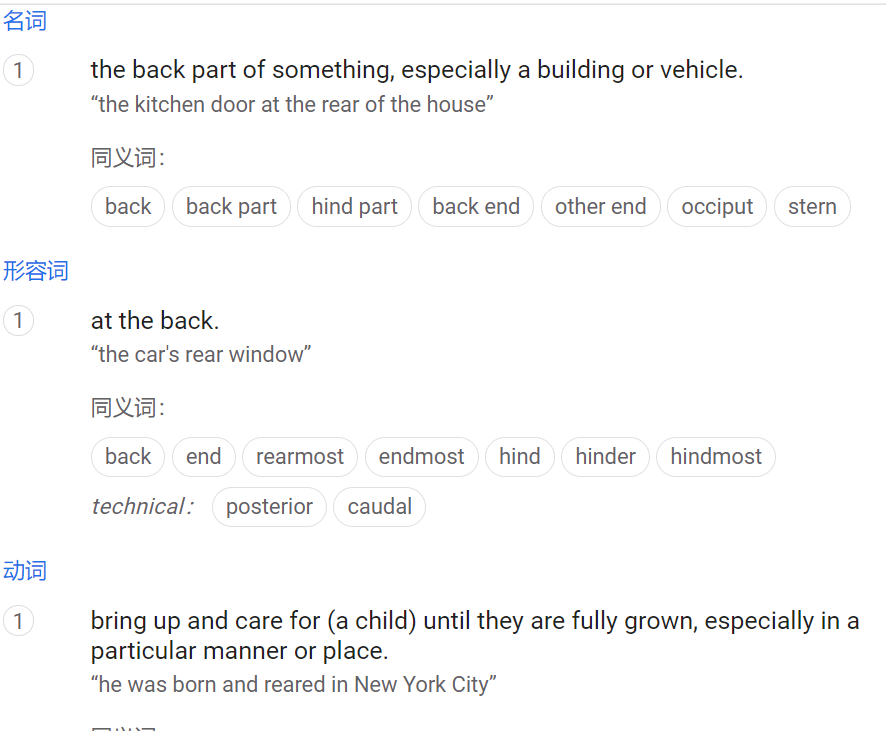 名词
1 the back part of something, especially a building or vehicle.
“the kitchen door at the rear of the house”
同义词：
back back part hind part back end other end occiput stern
形容词
1 at the back.
“the car's rear window”
同义词：
back end rearmost endmost hind hinder hindmost
technical： posterior caudal
动词
1 bring up and care for (a child) until they are fully grown, especially in a
particular manner or place.
“he was born and reared in New York City”